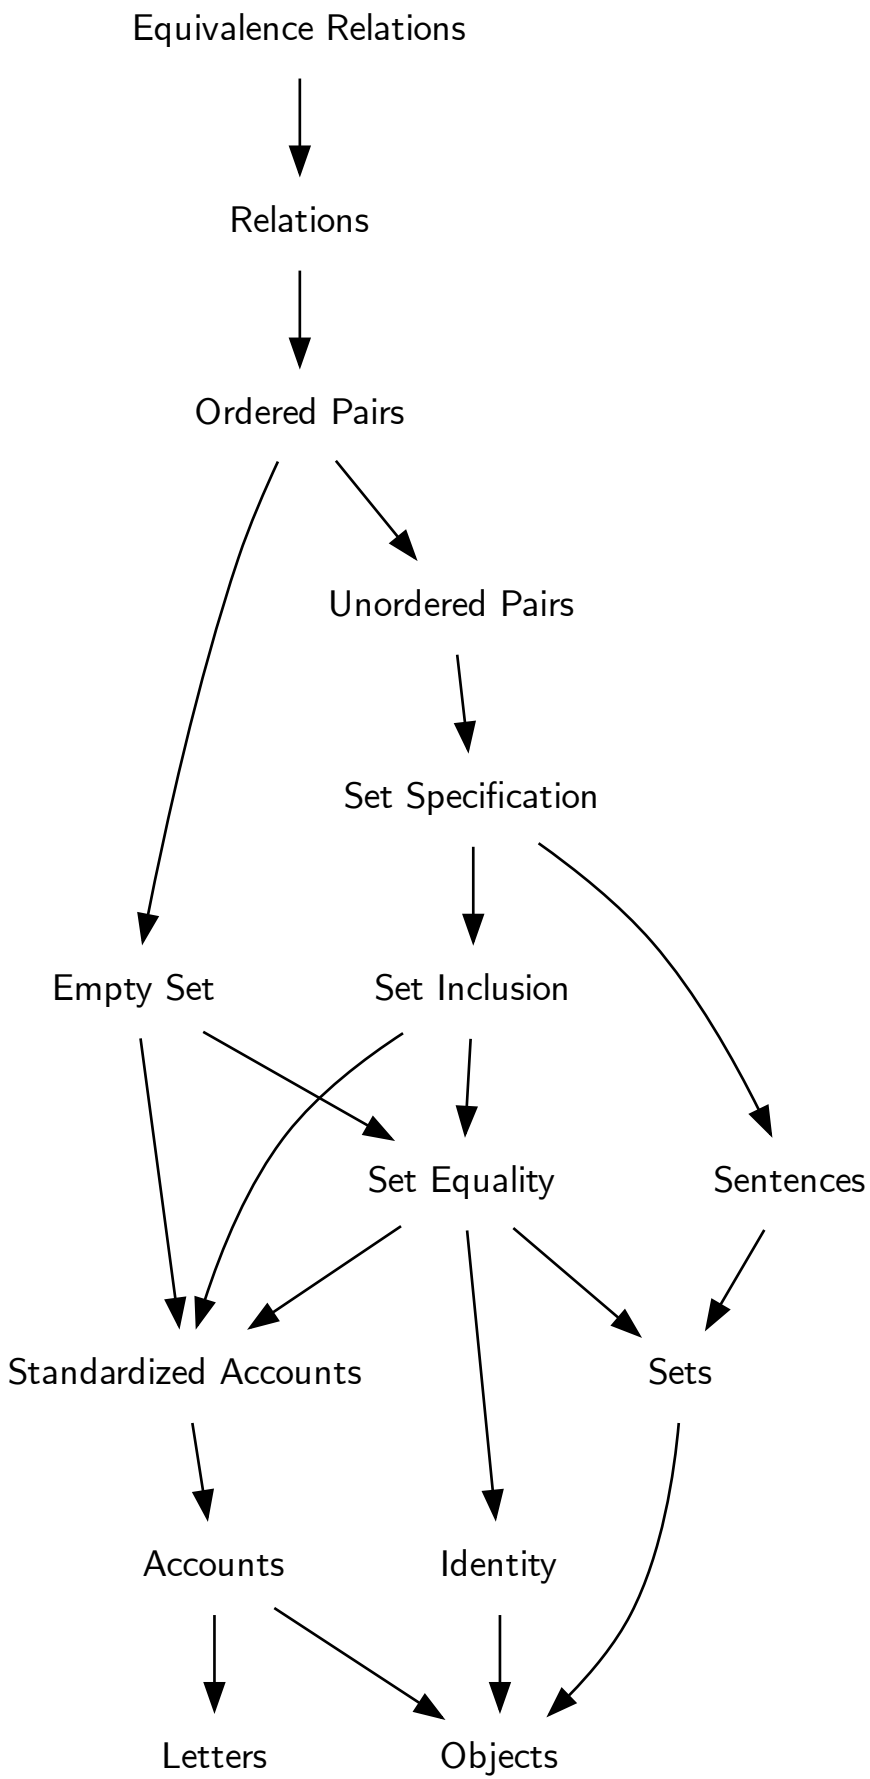 Equivalence Relations
Relations
Ordered Pairs
Unordered Pairs
Set Specification
Empty Set
Set Inclusion
Set Equality
Sentences
Standardized Accounts
Sets
Accounts
Identity
Letters
Objects